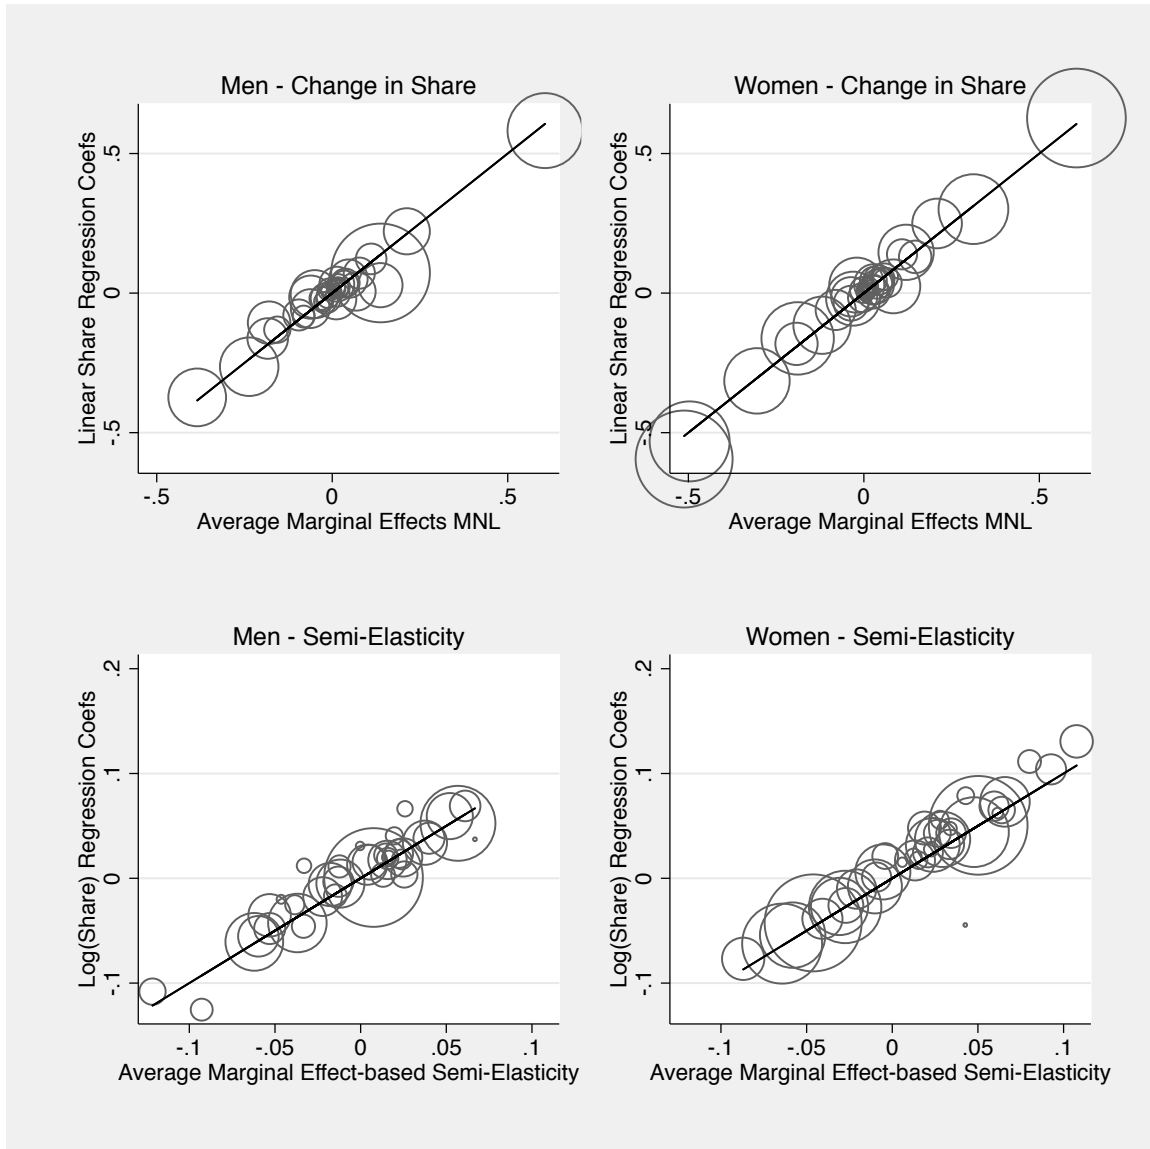 Men - Change in Share
Linear Share Regression Coefs
.5
0
-.5
-.5
0
.5
Average Marginal Effects MNL
Women - Change in Share
Linear Share Regression Coefs
.5
0
-.5
-.5
0
.5
Average Marginal Effects MNL
Men - Semi-Elasticity
Log(Share) Regression Coefs
.2
.1
0
-.1
-.1
-.05
0
.05
.1
Average Marginal Effect-based Semi-Elasticity
Women - Semi-Elasticity
Log(Share) Regression Coefs
.2
.1
0
-.1
-.1
-.05
0
.05
.1
Average Marginal Effect-based Semi-Elasticity